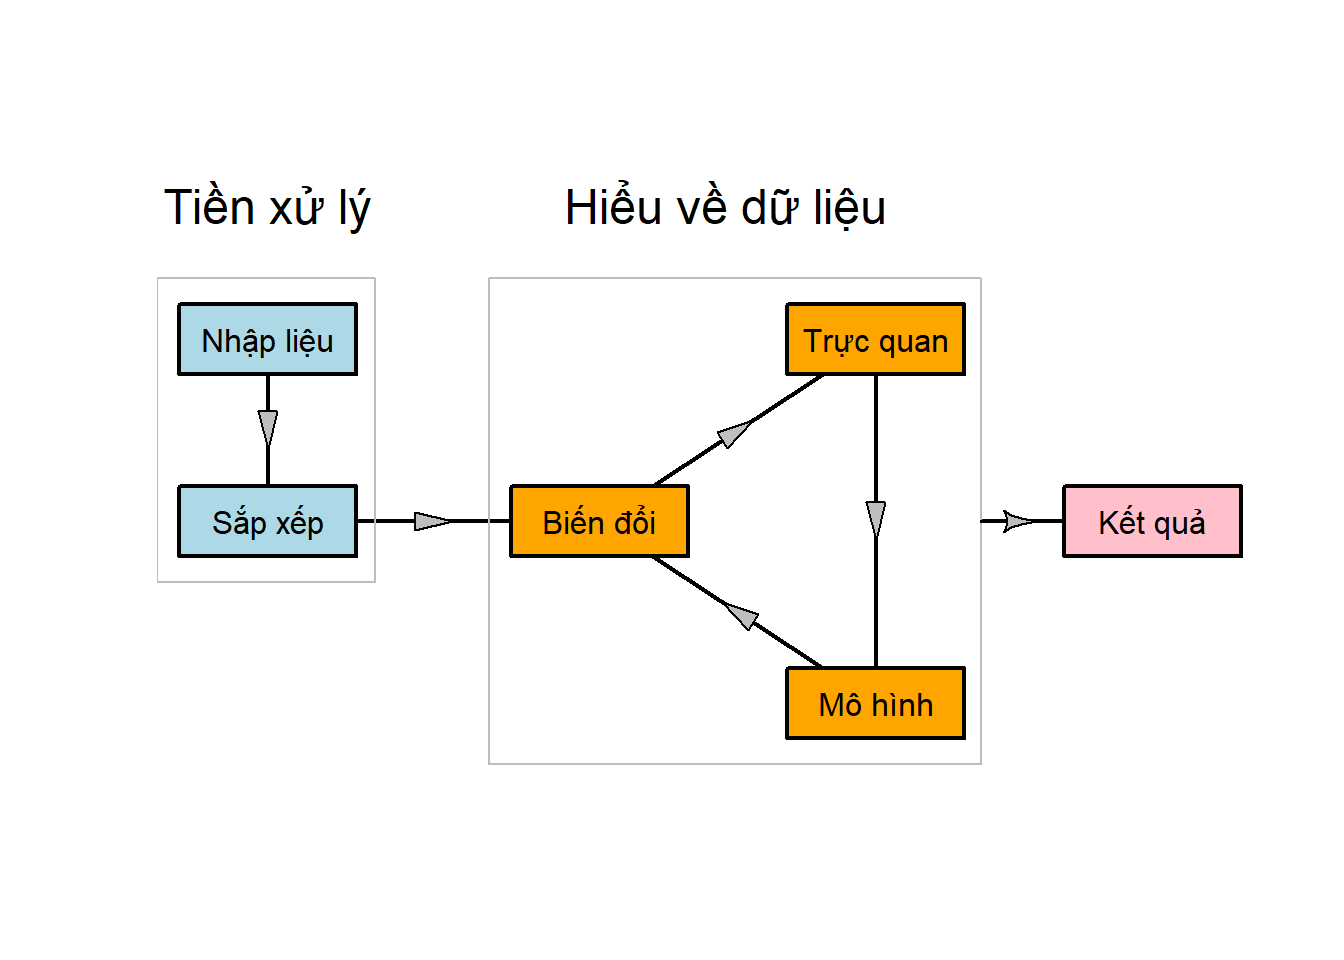 Tiền xử lý
Hiểu về dữ liệu
Nhập liệu
Trực quan
Sắp xếp
Biến đổi
Kết quả
Mô hình